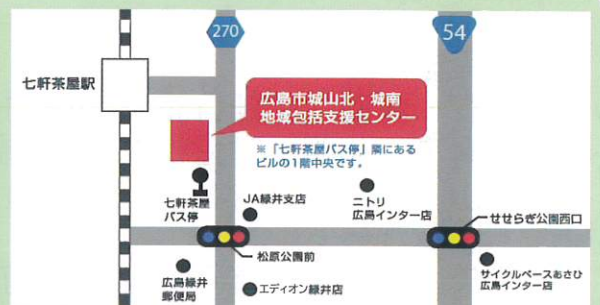 270
54
七軒茶屋駅
広島市城山北・城南
地域包括支援センター
※「七軒茶屋バス停」隣にある
ビルの1階中央です。
七軒茶屋
バス停
JA緑井支店
ニトリ
広島インター店
せせらぎ公園西口
松原公園前
広島緑井
郵便局
エディオン緑井店
サイクルベースあさひ
広島インター店